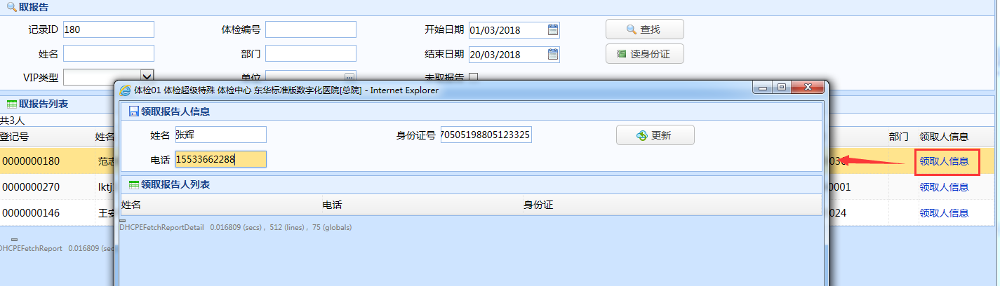 取报告
记录ID 180 体检编号 开始日期 01/03/2018 查找
姓名 部门 结束日期 20/03/2018 读身份证
VIP类型 单位 未取报告
体检01 体检超级特殊 体检中心 东华标准版数字化医院[总院] - Internet Explorer
取报告列表
共3人
登记号 姓名 部门 领取人信息
0000000180 范志 036 领取人信息
0000000270 lktj 0001 领取人信息
0000000146 王安 024 领取人信息
DHCPEFetchReport 0.016809 (sec
领取报告人信息
姓名 张辉 身份证号 70505198805123325 更新
电话 15533662288
领取报告人列表
姓名 电话 身份证
DHCPEFetchReportDetail 0.016809 (secs) , 512 (lines) , 75 (globals)